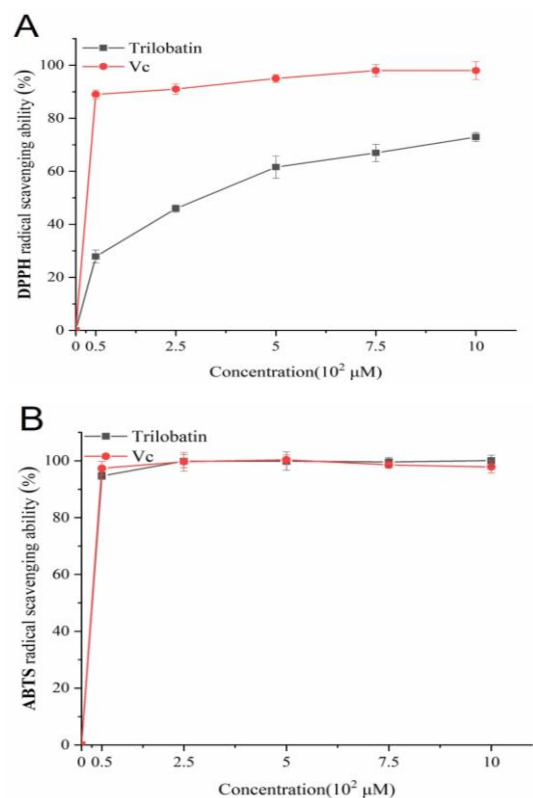 A
Trilobatin
Vc
DPPH radical scavenging ability (%)
100
80
60
40
20
0
0 0.5 2.5 5 7.5 10
Concentration(10² μM)
B
Trilobatin
Vc
ABTS radical scavenging ability (%)
100
80
60
40
20
0
0 0.5 2.5 5 7.5 10
Concentration(10² μM)